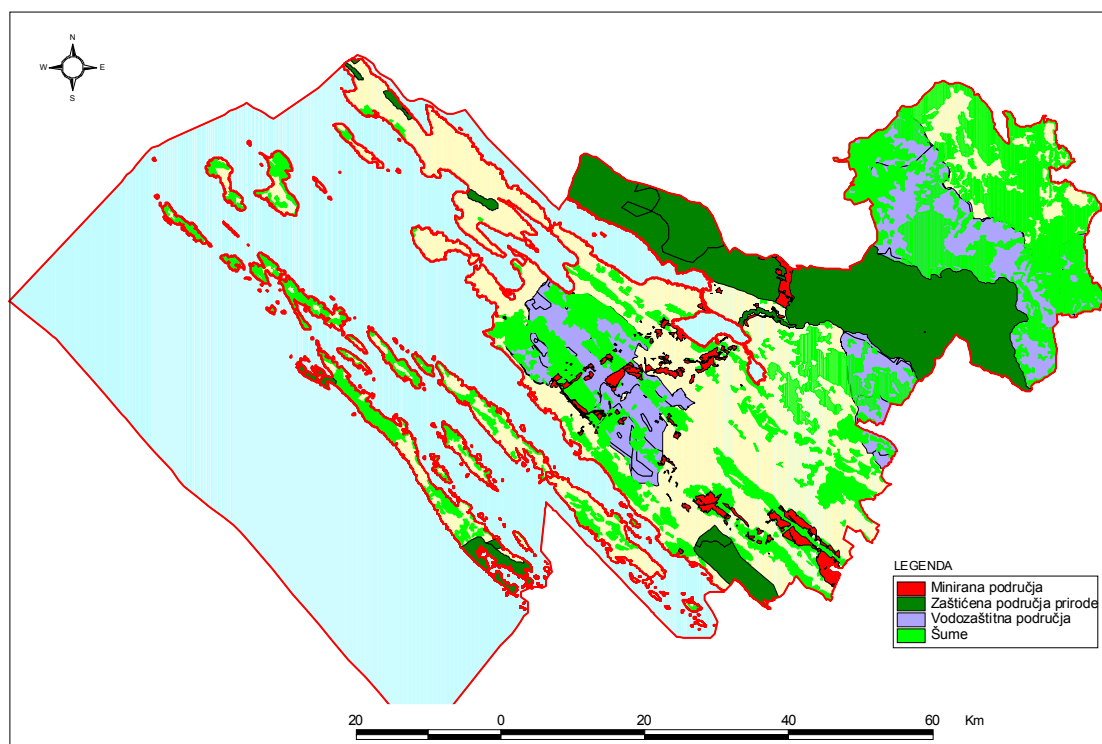 N
W E
S
LEGENDA
Minirana područja
Zaštićena područja prirode
Vodozaštitna područja
Šume
20 0 20 40 60 Km